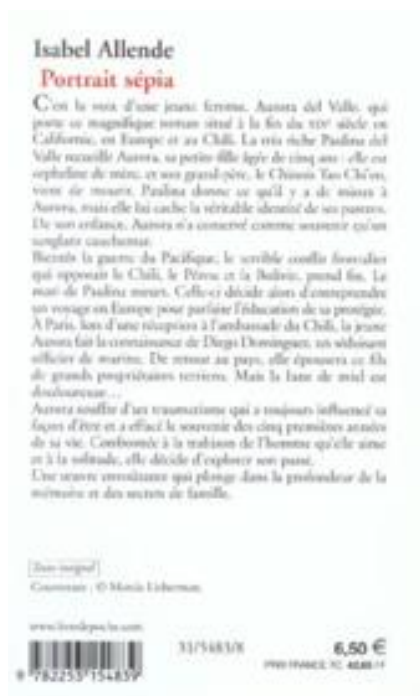 Isabel Allende
Portrait sépia
C'est la voix d'une jeune femme, Aurora del Valle, qui
porte ce magnifique roman situé à la fin du XIXe siècle en
Californie, en Europe et au Chili. La très riche Paulina del
Valle recueille Aurora, sa petite-fille âgée de cinq ans : elle est
orpheline de mère, et son grand-père, le Chinois Tao Chi'en,
vient de mourir. Paulina donne ce qu'il y a de mieux à
Aurora, mais elle lui cache la véritable identité de ses parents.
De son enfance, Aurora n'a conservé comme souvenir qu'un
sanglant cauchemar.
Bientôt la guerre du Pacifique, le terrible conflit frontalier
qui opposait le Chili, le Pérou et la Bolivie, prend fin. Le
mari de Paulina meurt. Celle-ci décide alors d'entreprendre
un voyage en Europe pour parfaire l'éducation de sa protégée.
À Paris, lors d'une réception à l'ambassade du Chili, la jeune
Aurora fait la connaissance de Diego Dominguez, un séduisant
officier de marine. De retour au pays, elle épousera ce fils
de grands propriétaires terriens. Mais la lune de miel est
douloureuse…
Aurora souffre d'un traumatisme qui a toujours influencé sa
façon d'être et a effacé le souvenir des cinq premières années
de sa vie. Confrontée à la trahison de l'homme qu'elle aime
et à la solitude, elle décide d'explorer son passé.
Une œuvre envoûtante qui plonge dans la profondeur de la
mémoire et des secrets de famille.
Texte intégral
Couverture : © Marcia Lieberman.
www.livredepoche.com
31/5483/8
6,50 €
PRIX FRANCE TC
9 782253 154839